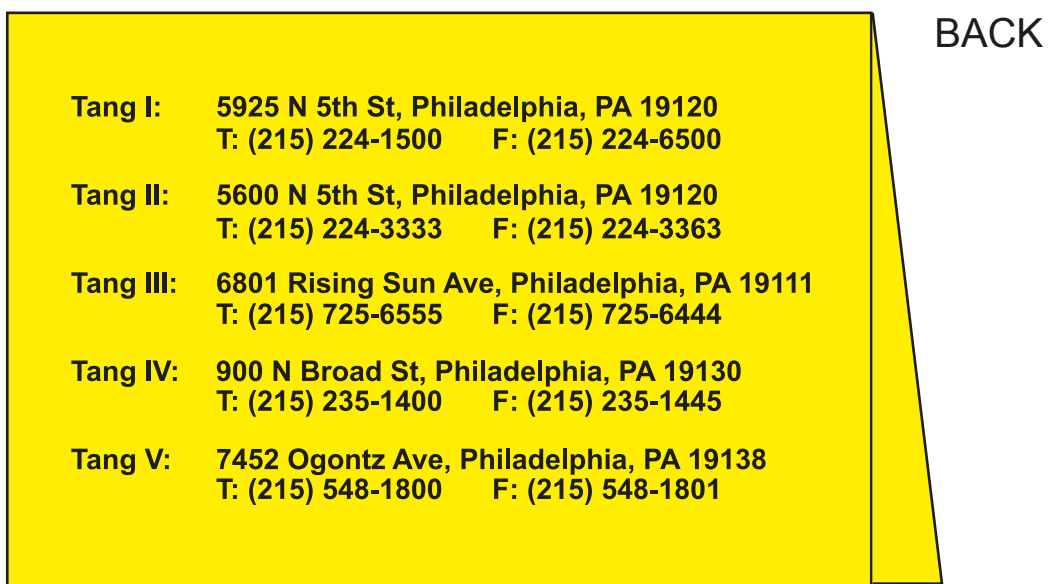 BACK
Tang I: 5925 N 5th St, Philadelphia, PA 19120
T: (215) 224-1500 F: (215) 224-6500
Tang II: 5600 N 5th St, Philadelphia, PA 19120
T: (215) 224-3333 F: (215) 224-3363
Tang III: 6801 Rising Sun Ave, Philadelphia, PA 19111
T: (215) 725-6555 F: (215) 725-6444
Tang IV: 900 N Broad St, Philadelphia, PA 19130
T: (215) 235-1400 F: (215) 235-1445
Tang V: 7452 Ogontz Ave, Philadelphia, PA 19138
T: (215) 548-1800 F: (215) 548-1801